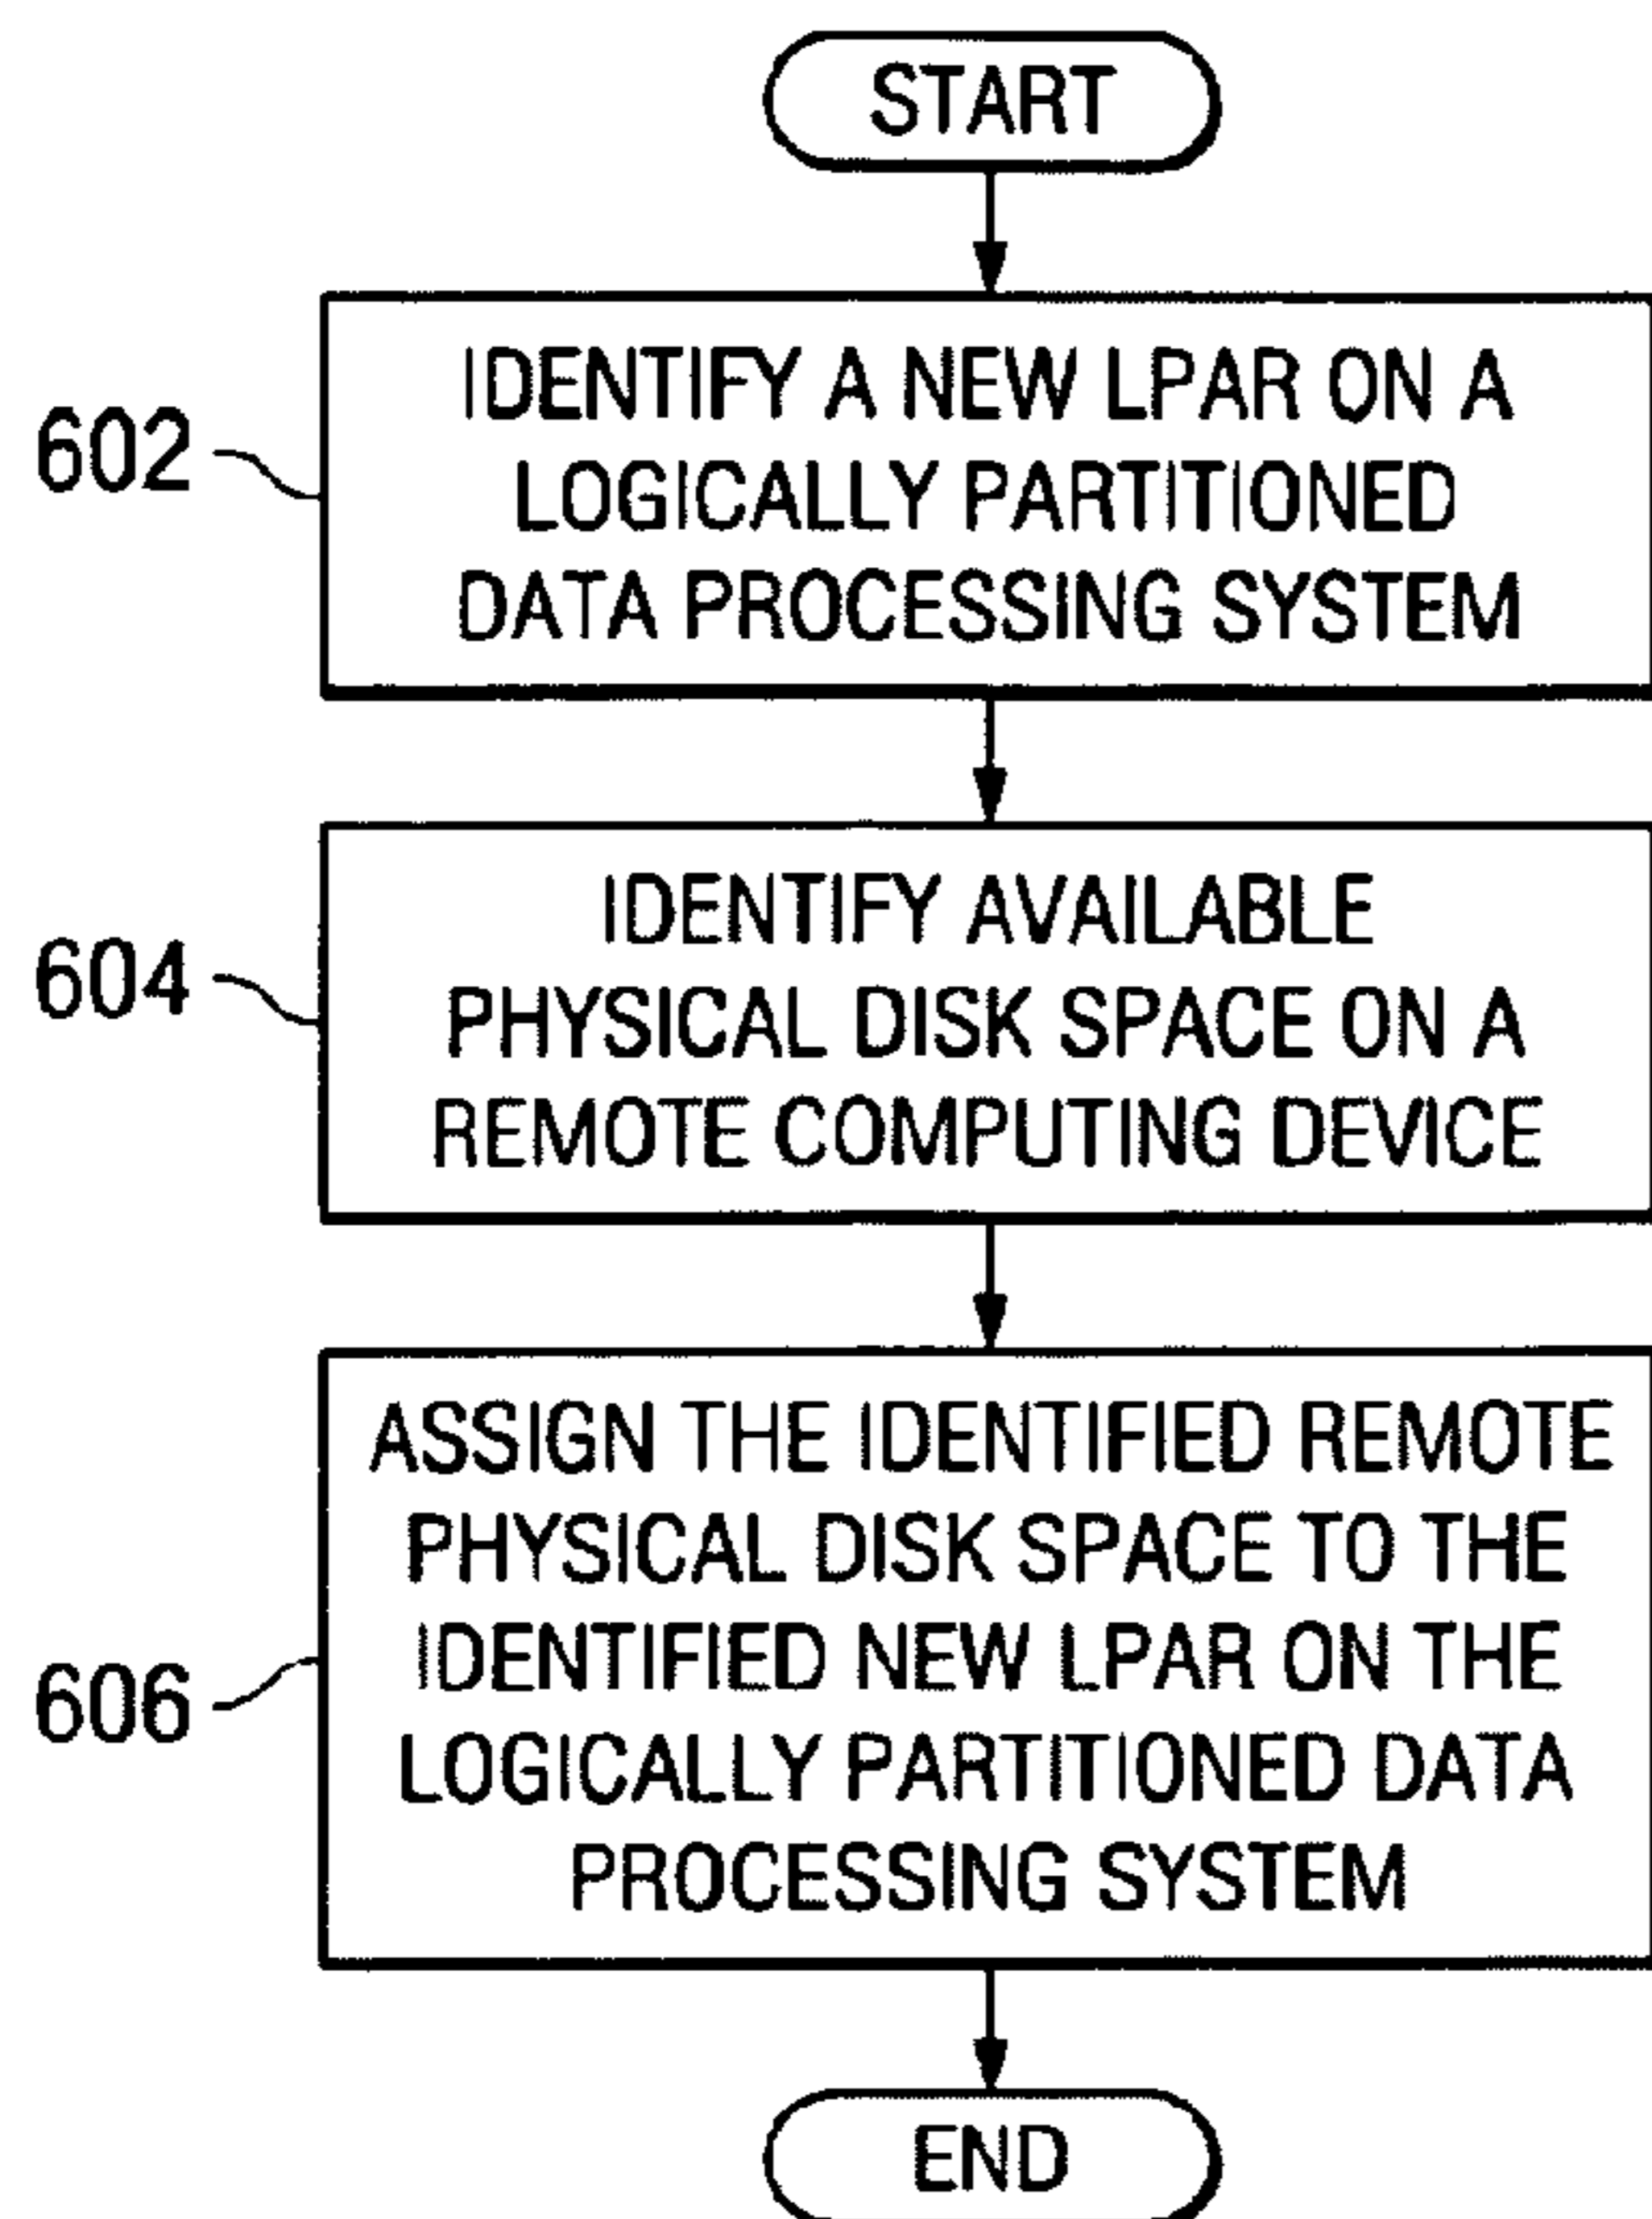 START
602
IDENTIFY A NEW LPAR ON A
LOGICALLY PARTITIONED
DATA PROCESSING SYSTEM
604
IDENTIFY AVAILABLE
PHYSICAL DISK SPACE ON A
REMOTE COMPUTING DEVICE
606
ASSIGN THE IDENTIFIED REMOTE
PHYSICAL DISK SPACE TO THE
IDENTIFIED NEW LPAR ON THE
LOGICALLY PARTITIONED DATA
PROCESSING SYSTEM
END